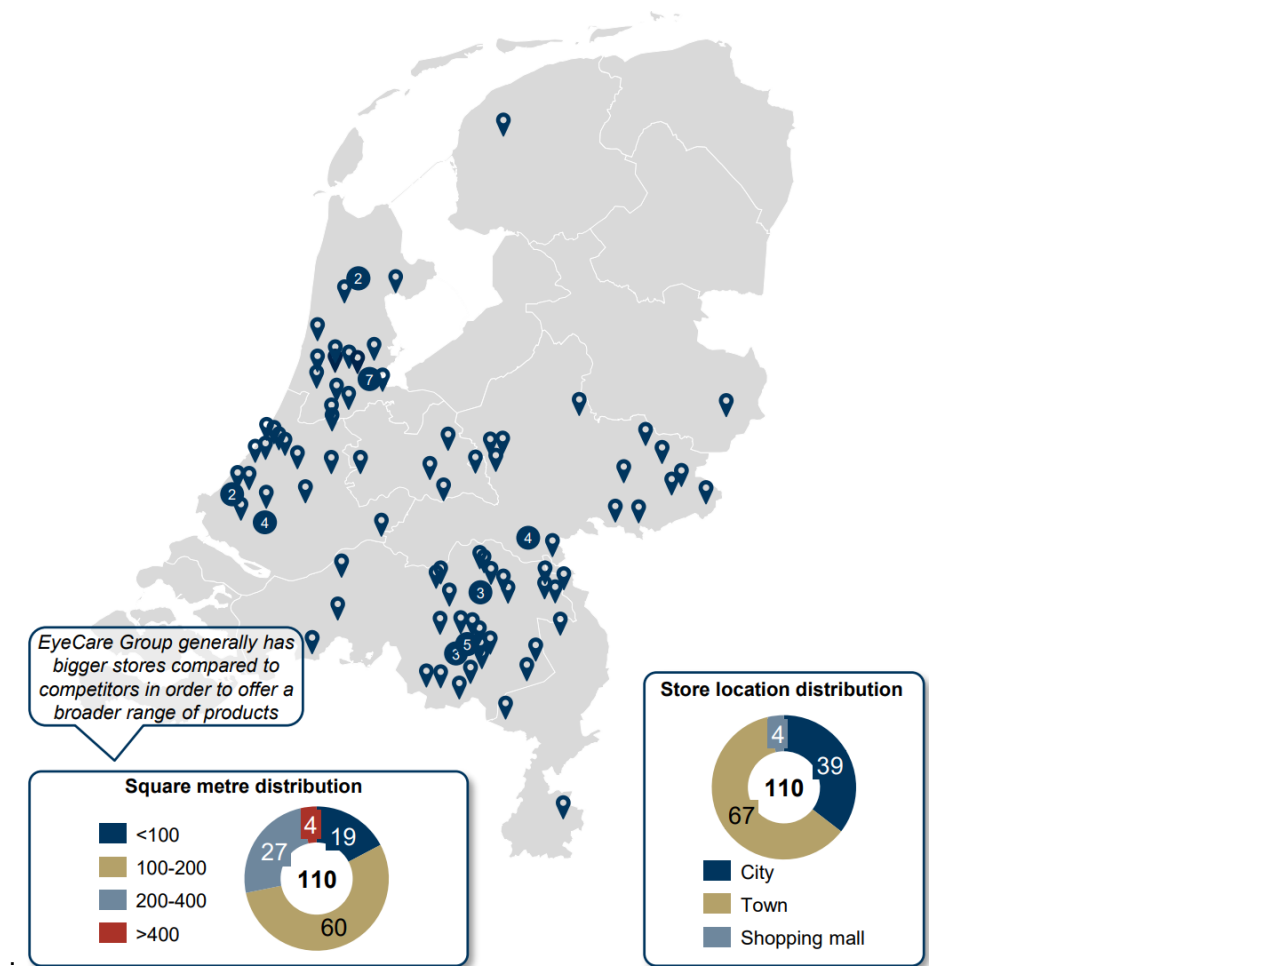 2
7
2
4
4
3
5
3
EyeCare Group generally has
bigger stores compared to
competitors in order to offer a
broader range of products
Square metre distribution
<100
100-200
200-400
>400
4
19
27
110
60
Store location distribution
4
39
110
67
City
Town
Shopping mall
.